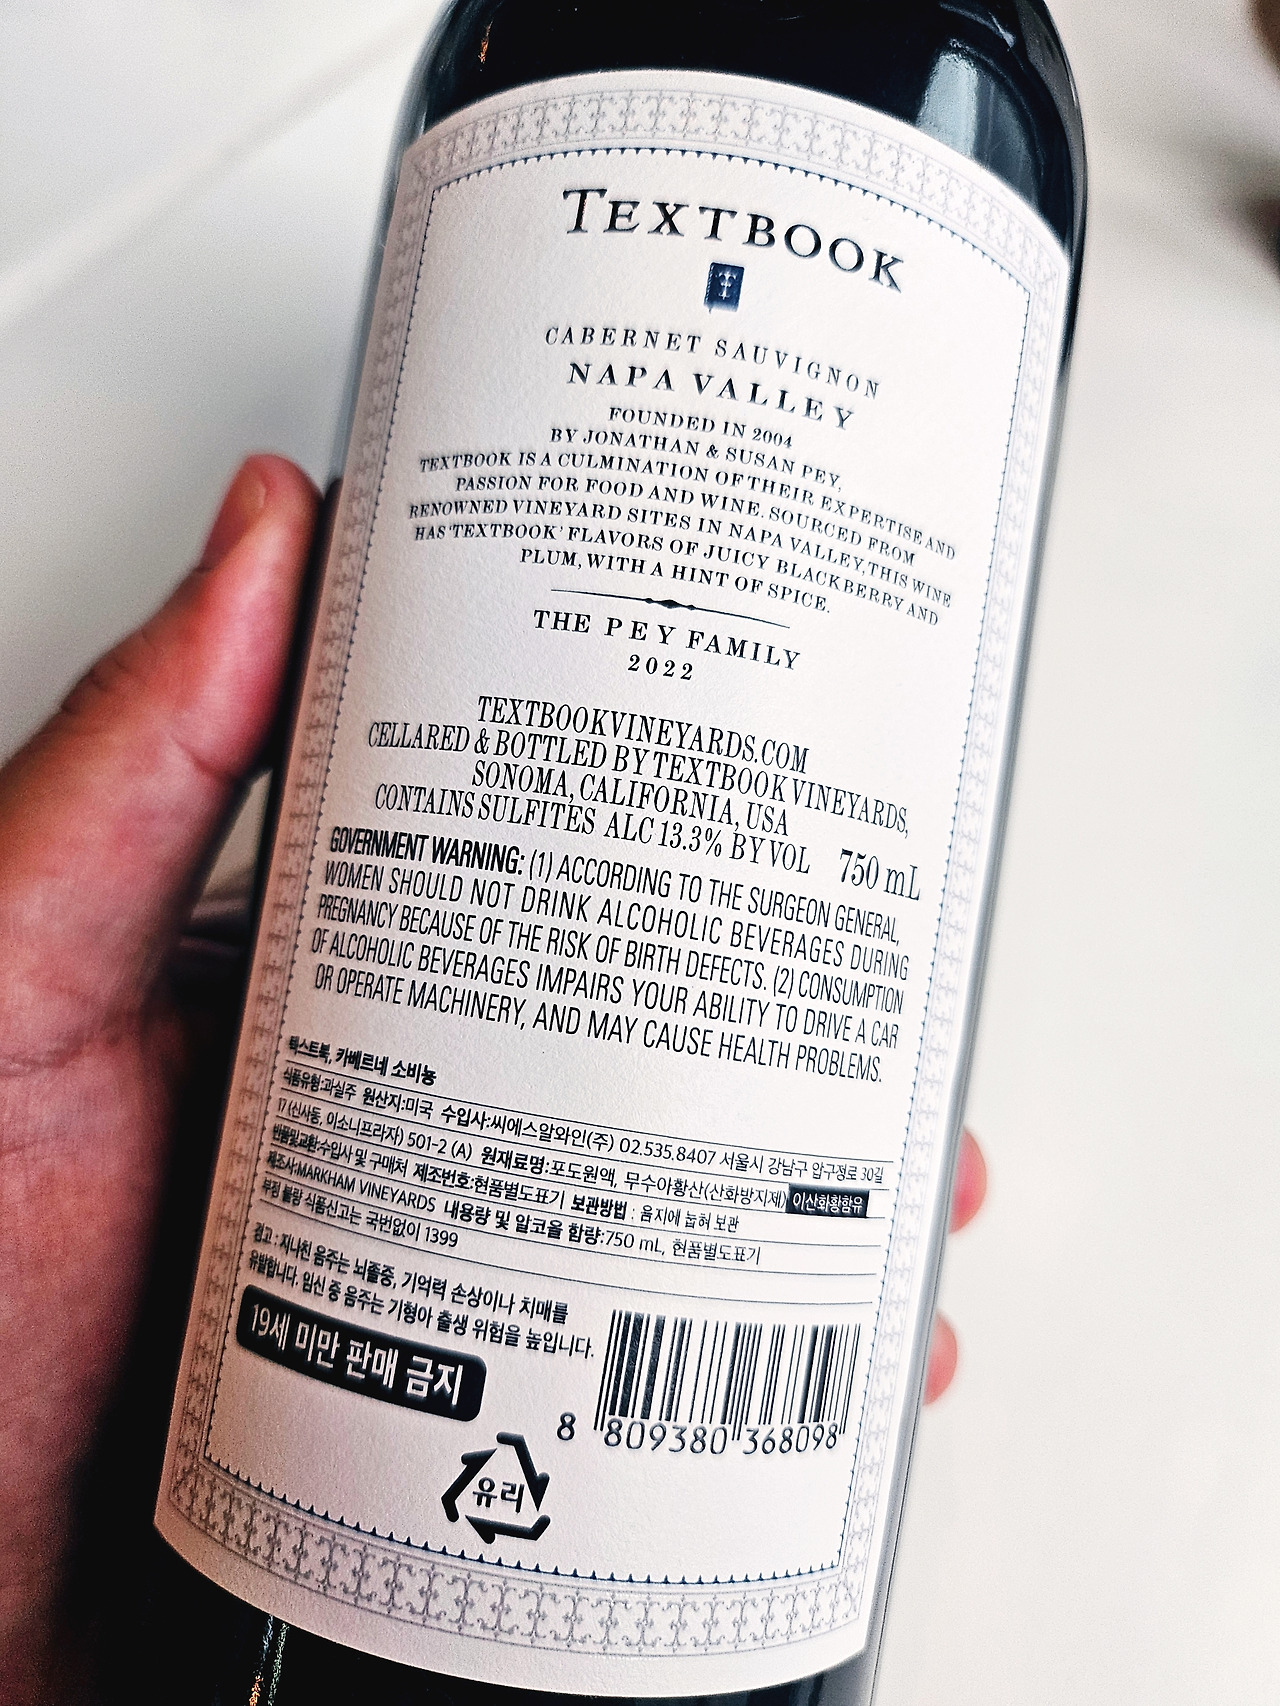 TEXTBOOK
CABERNET SAUVIGNON
NAPA VALLEY
FOUNDED IN 2004
BY JONATHAN & SUSAN PEY,
TEXTBOOK IS A CULMINATION OF THEIR EXPERTISE AND
PASSION FOR FOOD AND WINE. SOURCED FROM
RENOWNED VINEYARD SITES IN NAPA VALLEY, THIS WINE
HAS 'TEXTBOOK' FLAVORS OF JUICY BLACKBERRY AND
PLUM, WITH A HINT OF SPICE.
THE PEY FAMILY
2022
TEXTBOOKVINEYARDS.COM
CELLARED & BOTTLED BY TEXTBOOK VINEYARDS,
SONOMA, CALIFORNIA, USA
CONTAINS SULFITES ALC 13.3% BY VOL 750 mL
GOVERNMENT WARNING: (1) ACCORDING TO THE SURGEON GENERAL,
WOMEN SHOULD NOT DRINK ALCOHOLIC BEVERAGES DURING
PREGNANCY BECAUSE OF THE RISK OF BIRTH DEFECTS. (2) CONSUMPTION
OF ALCOHOLIC BEVERAGES IMPAIRS YOUR ABILITY TO DRIVE A CAR
OR OPERATE MACHINERY, AND MAY CAUSE HEALTH PROBLEMS.
텍스트북, 카베르네 소비뇽
식품유형:과실주 원산지:미국 수입사:씨에스알와인(주) 02.535.8407 서울시 강남구 압구정로 30길
17 (신사동, 이소니프라자) 501-2 (A) 원재료명:포도원액, 무수아황산(산화방지제) 이산화황함유
반품및교환:수입사 및 구매처 제조번호:현품별도표기 보관방법 : 음지에 눕혀 보관
제조사:MARKHAM VINEYARDS 내용량 및 알코올 함량:750 mL, 현품별도표기
부정 불량 식품신고는 국번없이 1399
경고 : 지나친 음주는 뇌졸중, 기억력 손상이나 치매를
유발합니다. 임신 중 음주는 기형아 출생 위험을 높입니다.
19세 미만 판매 금지
8 809380 368098
유리